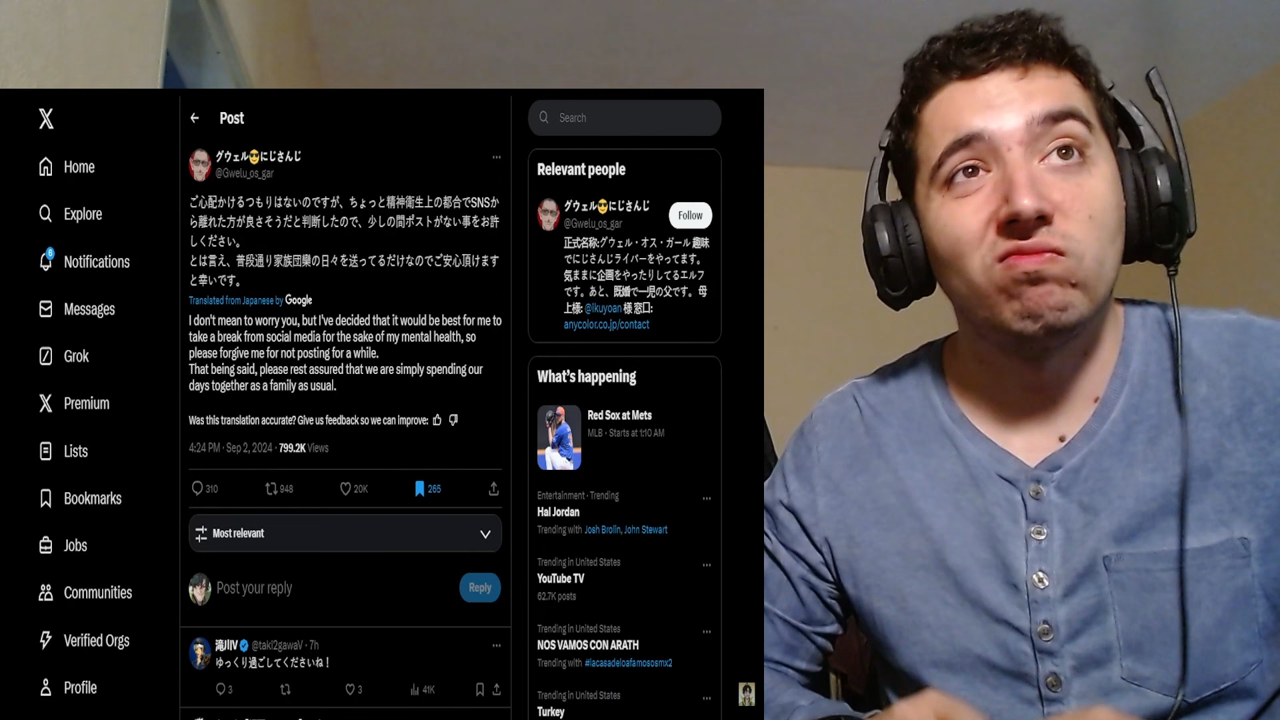 X
Home
Explore
8
Notifications
Messages
Grok
Premium
Lists
Bookmarks
Jobs
Communities
Verified Orgs
Profile
Post
グウェル😎にじさんじ
@Gwelu_os_gar
ご心配かけるつもりはないのですが、ちょっと精神衛生上の都合でSNSか
ら離れた方が良さそうだと判断したので、少しの間ポストがない事をお許
しください。
とは言え、普段通り家族団欒の日々を送ってるだけなのでご安心頂けます
と幸いです。
Translated from Japanese by Google
I don't mean to worry you, but I've decided that it would be best for me to
take a break from social media for the sake of my mental health, so
please forgive me for not posting for a while.
That being said, please rest assured that we are simply spending our
days together as a family as usual.
Was this translation accurate? Give us feedback so we can improve:
4:24 PM · Sep 2, 2024 · 799.2K Views
310 948 20K 265
Most relevant
Post your reply
Reply
滝川V @taki2gawaV · 7h
ゆっくり過ごしてくださいね！
3 3 41K
Search
Relevant people
グウェル😎にじさんじ
@Gwelu_os_gar
Follow
正式名称:グウェル・オス・ガール 趣味
でにじさんじライバーをやってます。
気ままに企画をやったりしてるエルフ
です。あと、既婚で一児の父です。 母
上様: @ikuyoan 様 窓口:
anycolor.co.jp/contact
What's happening
Red Sox at Mets
MLB · Starts at 1:10 AM
Entertainment · Trending
Hal Jordan
Trending with Josh Brolin, John Stewart
Trending in United States
YouTube TV
62.7K posts
Trending in United States
NOS VAMOS CON ARATH
Trending with #lacasadelosfamososmx2
Trending in United States
Turkey